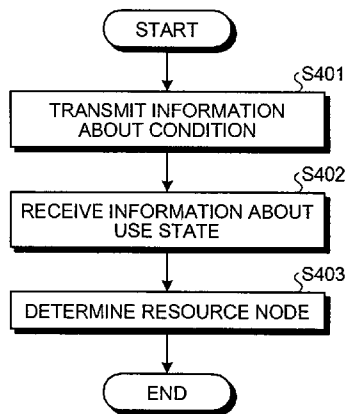 START
S401
TRANSMIT INFORMATION
ABOUT CONDITION
S402
RECEIVE INFORMATION ABOUT
USE STATE
S403
DETERMINE RESOURCE NODE
END